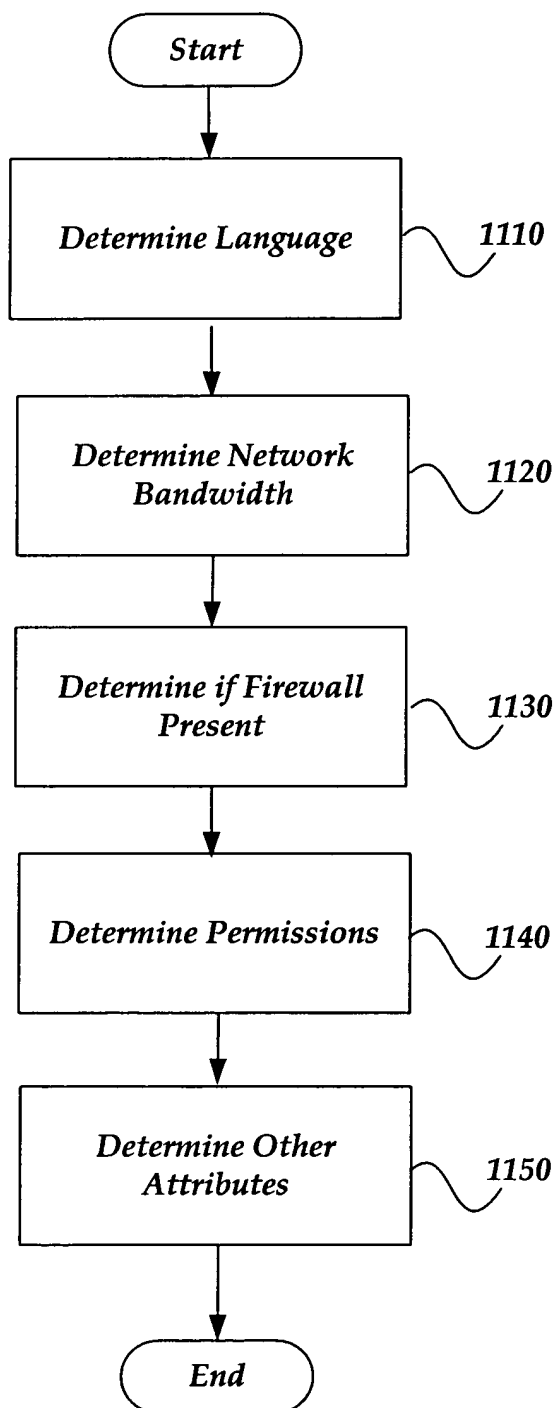 Start
Determine Language
1110
Determine Network
Bandwidth
1120
Determine if Firewall
Present
1130
Determine Permissions
1140
Determine Other
Attributes
1150
End